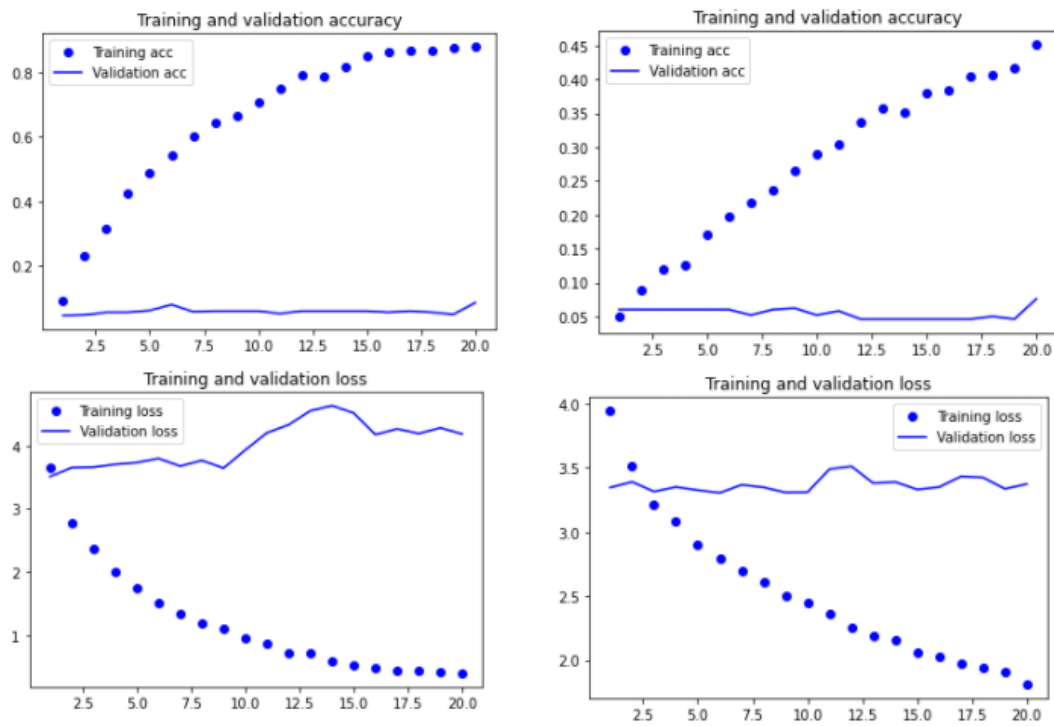 Training and validation accuracy
Training acc
Validation acc
0.8
0.6
0.4
0.2
2.5 5.0 7.5 10.0 12.5 15.0 17.5 20.0
Training and validation accuracy
Training acc
Validation acc
0.45
0.40
0.35
0.30
0.25
0.20
0.15
0.10
0.05
2.5 5.0 7.5 10.0 12.5 15.0 17.5 20.0
Training and validation loss
Training loss
Validation loss
4
3
2
1
2.5 5.0 7.5 10.0 12.5 15.0 17.5 20.0
Training and validation loss
Training loss
Validation loss
4.0
3.5
3.0
2.5
2.0
2.5 5.0 7.5 10.0 12.5 15.0 17.5 20.0